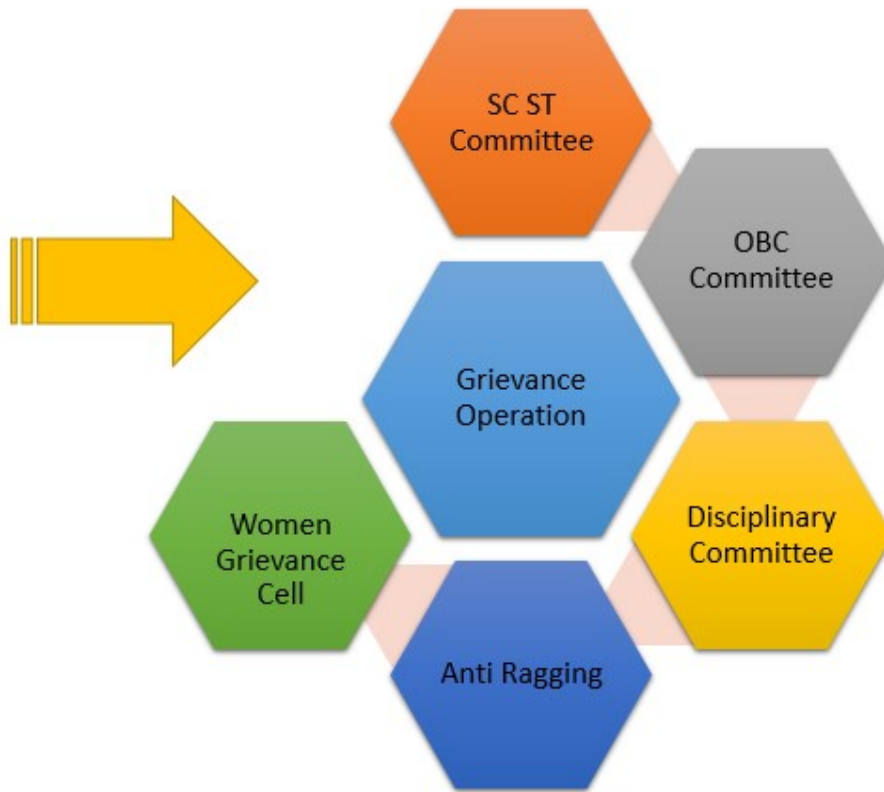 SC ST
Committee
OBC
Committee
Grievance
Operation
Disciplinary
Committee
Women
Grievance
Cell
Anti Ragging